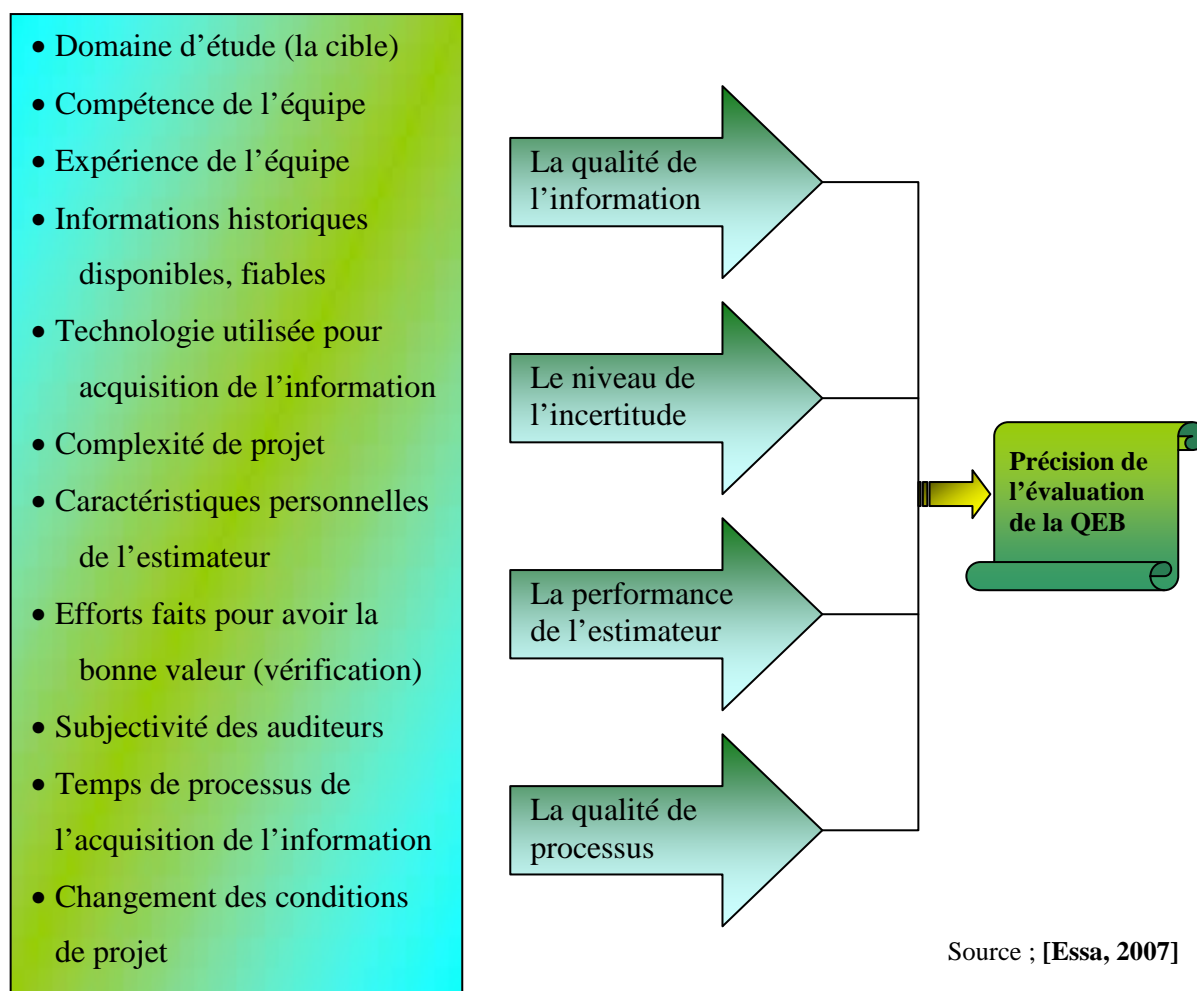 • Domaine d’étude (la cible)
• Compétence de l’équipe
• Expérience de l’équipe
• Informations historiques
disponibles, fiables
• Technologie utilisée pour
acquisition de l’information
• Complexité de projet
• Caractéristiques personnelles
de l’estimateur
• Efforts faits pour avoir la
bonne valeur (vérification)
• Subjectivité des auditeurs
• Temps de processus de
l’acquisition de l’information
• Changement des conditions
de projet
La qualité de
l’information
Le niveau de
l’incertitude
La performance
de l’estimateur
La qualité de
processus
Précision de
l’évaluation
de la QEB
Source ; [Essa, 2007]